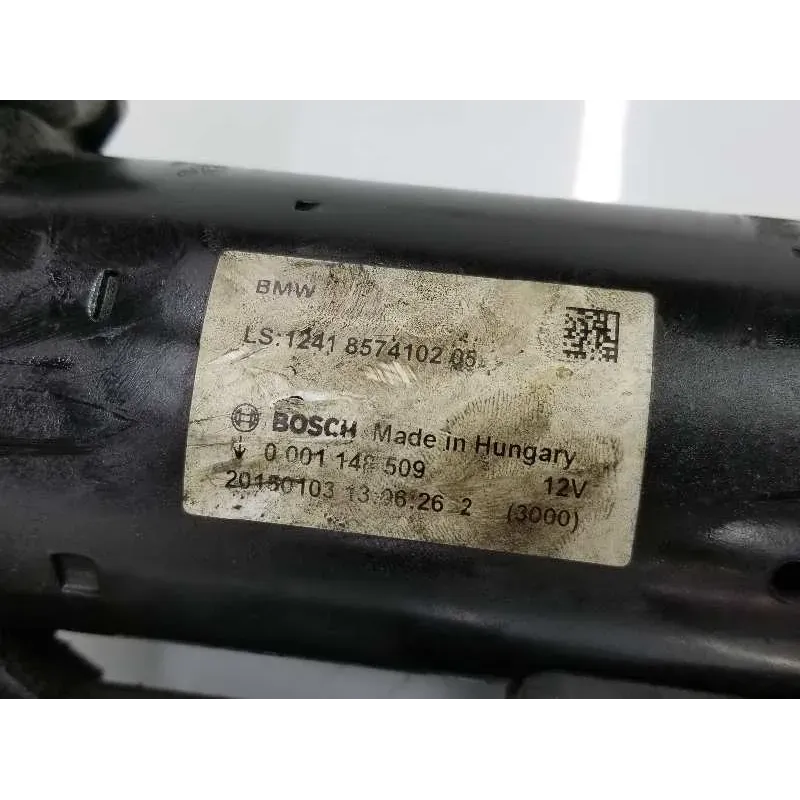 BMW
LS:1241 8574102 05
BOSCH Made in Hungary
0 001 148 509 12V
20150103 13:06:26 2 (3000)